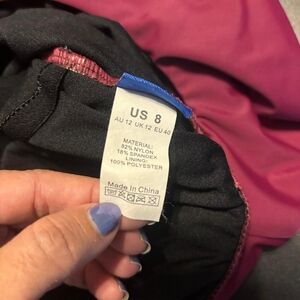 US 8
AU 12 UK 12 EU 40
MATERIAL:
82% NYLON
18% SPANDEX
LINING:
100% POLYESTER
Made In China